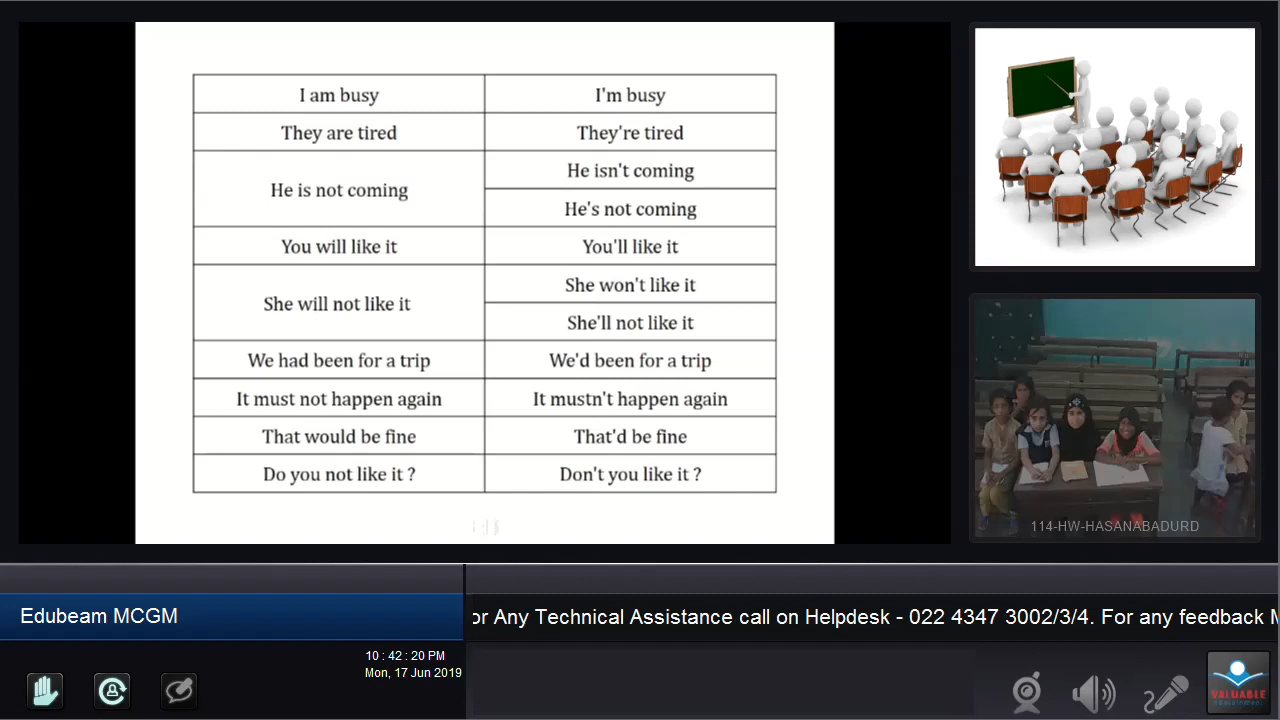 I am busy I'm busy
They are tired They're tired
He is not coming He isn't coming
He's not coming
You will like it You'll like it
She will not like it She won't like it
She'll not like it
We had been for a trip We'd been for a trip
It must not happen again It mustn't happen again
That would be fine That'd be fine
Do you not like it ? Don't you like it ?
114-HW-HASANABADURD
Edubeam MCGM
or Any Technical Assistance call on Helpdesk - 022 4347 3002/3/4. For any feedback
10 : 42 : 20 PM
Mon, 17 Jun 2019
VALUABLE